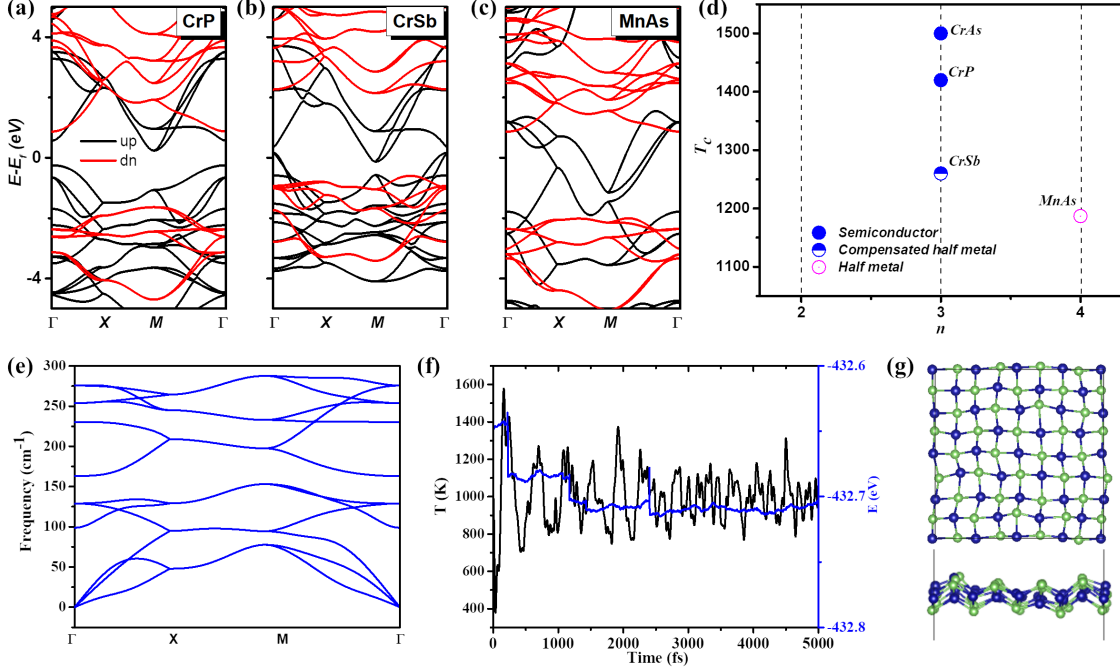 (a)
CrP
(b)
CrSb
(c)
MnAs
(d)
E-E_f (eV)
4
0
-4
up
dn
Γ X M Γ
Γ X M Γ
Γ X M Γ
T_c
1500
1400
1300
1200
1100
CrAs
CrP
CrSb
MnAs
Semiconductor
Compensated half metal
Half metal
2 3 4
n
(e)
Frequency (cm⁻¹)
300
250
200
150
100
50
0
Γ X M Γ
(f)
T (K)
1600
1400
1200
1000
800
600
400
0 1000 2000 3000 4000 5000
Time (fs)
-432.6
-432.7
-432.8
E (eV)
(g)